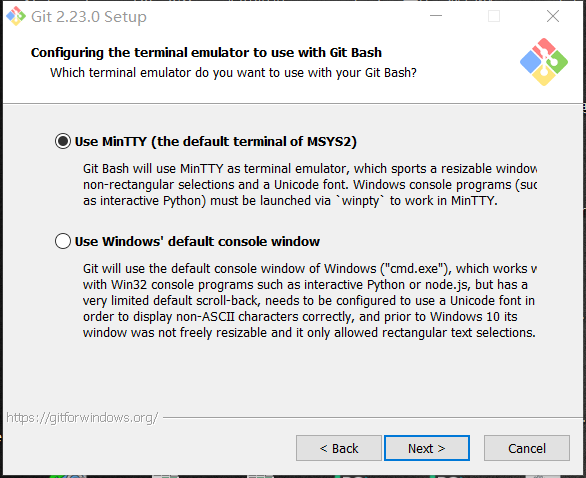 Git 2.23.0 Setup
Configuring the terminal emulator to use with Git Bash
Which terminal emulator do you want to use with your Git Bash?
Use MinTTY (the default terminal of MSYS2)
Git Bash will use MinTTY as terminal emulator, which sports a resizable window
non-rectangular selections and a Unicode font. Windows console programs (suc
as interactive Python) must be launched via `winpty` to work in MinTTY.
Use Windows' default console window
Git will use the default console window of Windows ("cmd.exe"), which works w
with Win32 console programs such as interactive Python or node.js, but has a
very limited default scroll-back, needs to be configured to use a Unicode font in
order to display non-ASCII characters correctly, and prior to Windows 10 its
window was not freely resizable and it only allowed rectangular text selections.
https://gitforwindows.org/
< Back
Next >
Cancel